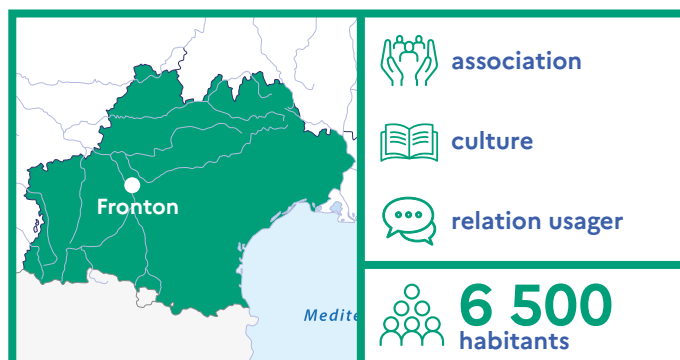 Fronton
Medite
association
culture
relation usager
6 500
habitants